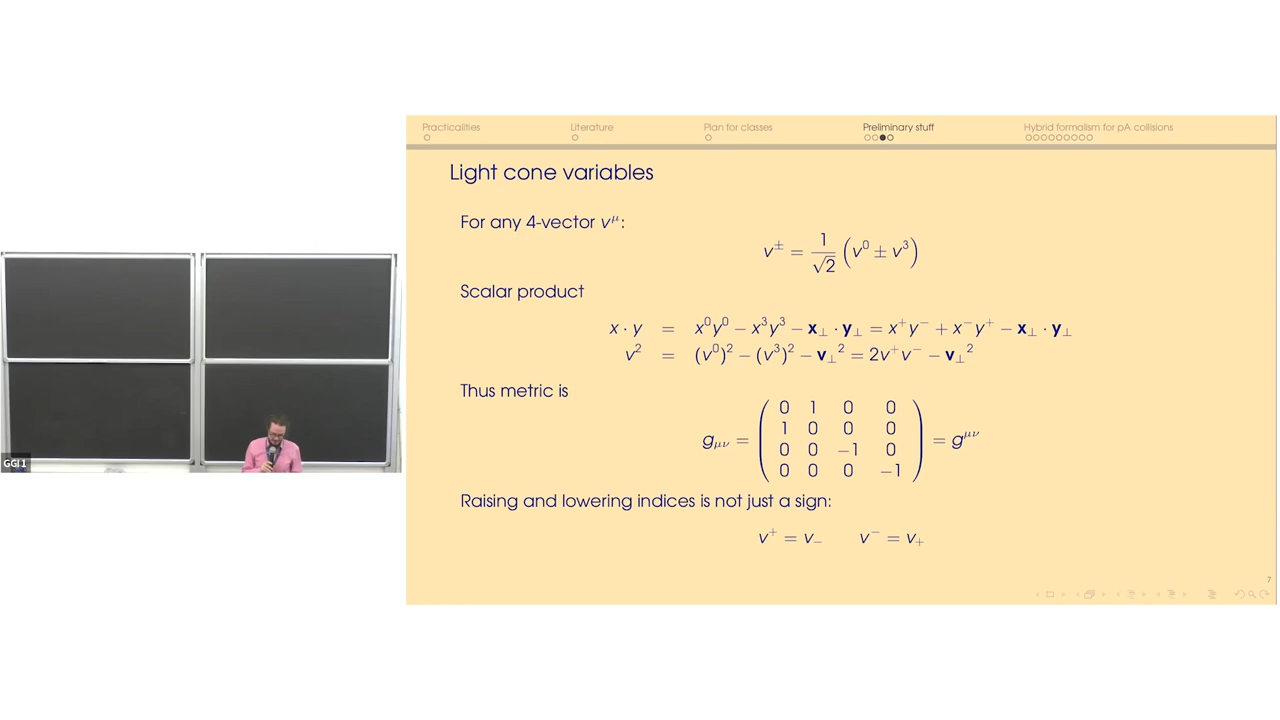 Practicalities Literature Plan for classes Preliminary stuff Hybrid formalism for pA collisions
Light cone variables
For any 4-vector v^μ:
v^± = 1/√2 (v^0 ± v^3)
Scalar product
x · y = x^0y^0 − x^3y^3 − x_⊥ · y_⊥ = x^+y^− + x^−y^+ − x_⊥ · y_⊥
v^2 = (v^0)^2 − (v^3)^2 − v_⊥^2 = 2v^+v^− − v_⊥^2
Thus metric is
g_μν = ( 0 1 0 0
1 0 0 0
0 0 −1 0
0 0 0 −1 ) = g^μν
Raising and lowering indices is not just a sign:
v^+ = v_− v^− = v_+
7
GGI 1